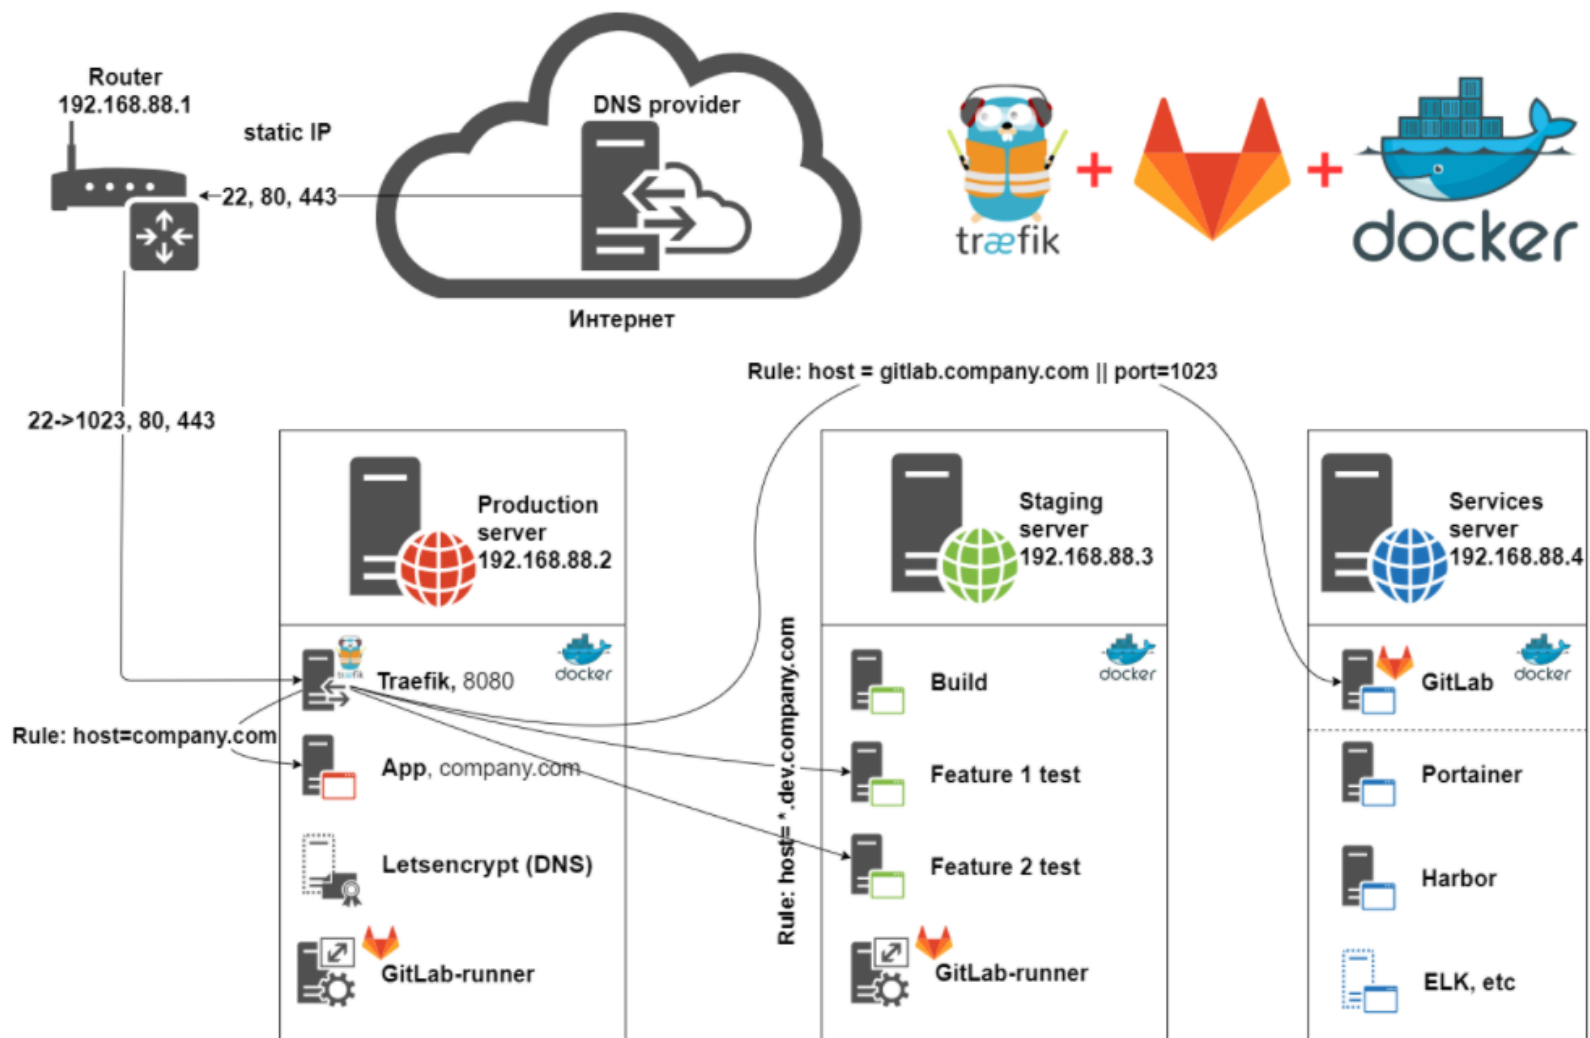 Router
192.168.88.1
static IP
22, 80, 443
DNS provider
Интернет
træfik
docker
Rule: host = gitlab.company.com || port=1023
22->1023, 80, 443
Production
server
192.168.88.2
træfik
docker
Traefik, 8080
Rule: host=company.com
App, company.com
Letsencrypt (DNS)
GitLab-runner
Rule: host= *.dev.company.com
Staging
server
192.168.88.3
docker
Build
Feature 1 test
Feature 2 test
GitLab-runner
Services
server
192.168.88.4
docker
GitLab
Portainer
Harbor
ELK, etc